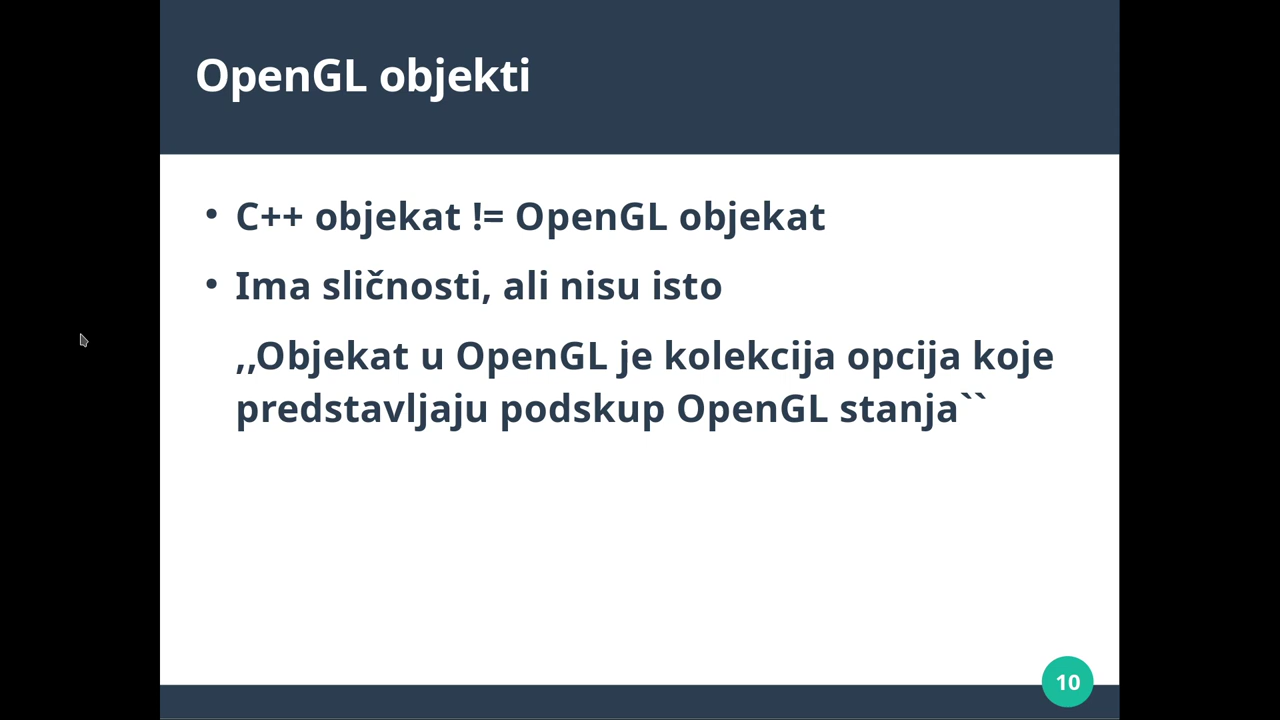 OpenGL objekti
• C++ objekat != OpenGL objekat
• Ima sličnosti, ali nisu isto
,,Objekat u OpenGL je kolekcija opcija koje
predstavljaju podskup OpenGL stanja``
10